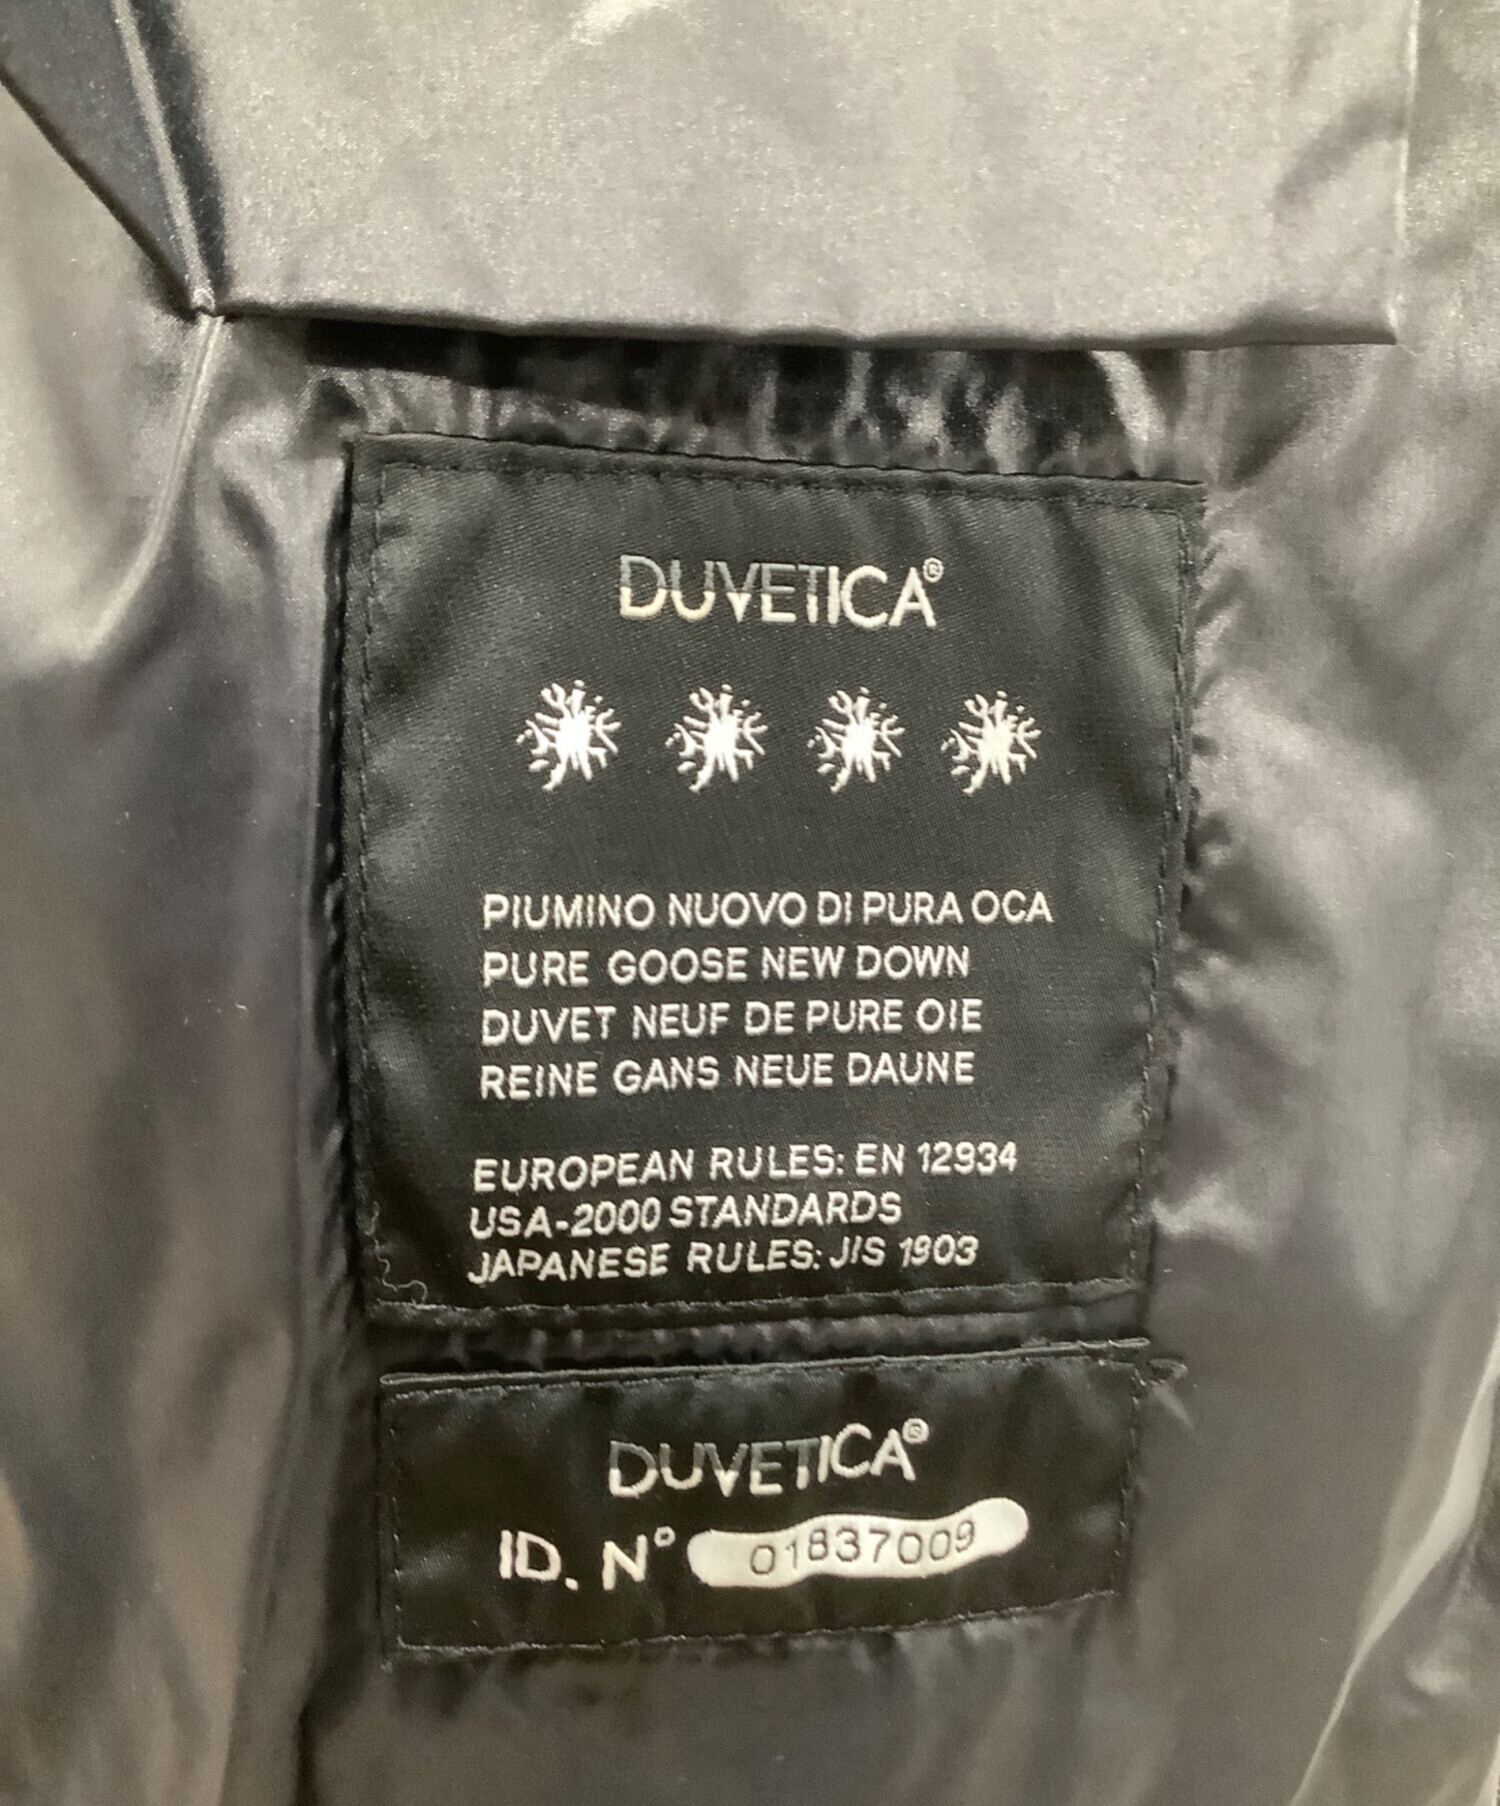 DUVETICA®
PIUMINO NUOVO DI PURA OCA
PURE GOOSE NEW DOWN
DUVET NEUF DE PURE OIE
REINE GANS NEUE DAUNE
EUROPEAN RULES: EN 12934
USA-2000 STANDARDS
JAPANESE RULES: JIS 1903
DUVETICA®
ID. N° 01837009